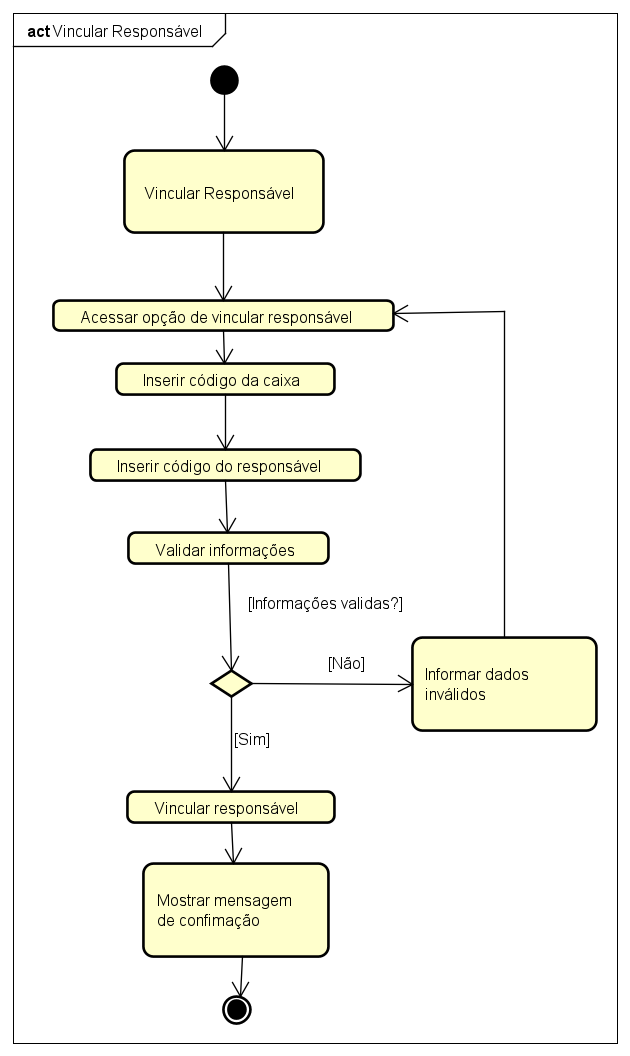 act Vincular Responsável
Vincular Responsável
Acessar opção de vincular responsável
Inserir código da caixa
Inserir código do responsável
Validar informações
[Informações validas?]
[Não]
Informar dados
inválidos
[Sim]
Vincular responsável
Mostrar mensagem
de confimação